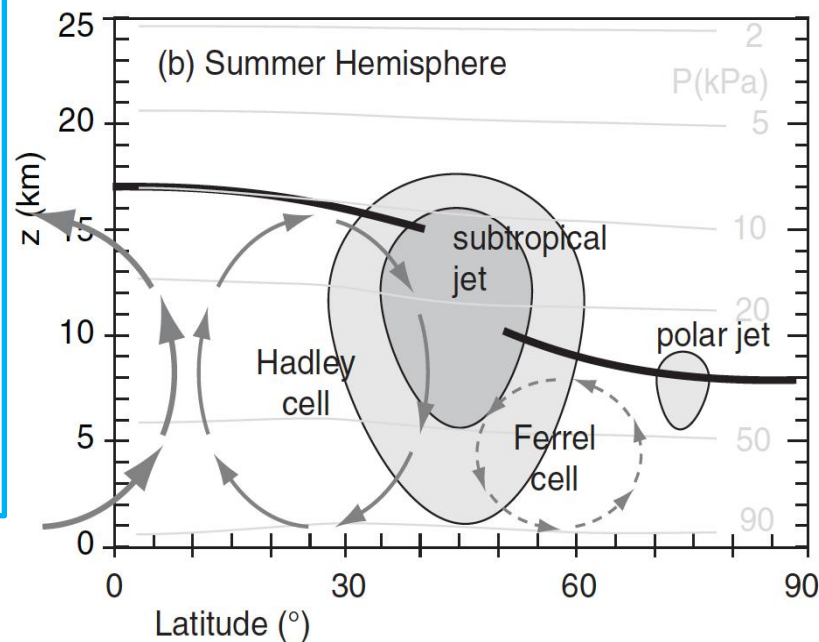 25
20
15
10
5
0
z (km)
(b) Summer Hemisphere
2
P(kPa)
5
10
20
50
90
subtropical
jet
polar jet
Hadley
cell
Ferrel
cell
0
30
60
90
Latitude (°)